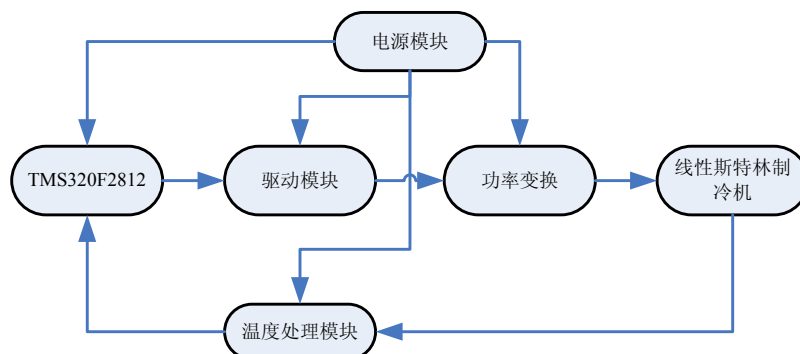 电源模块
TMS320F2812
驱动模块
功率变换
线性斯特林制
冷机
温度处理模块